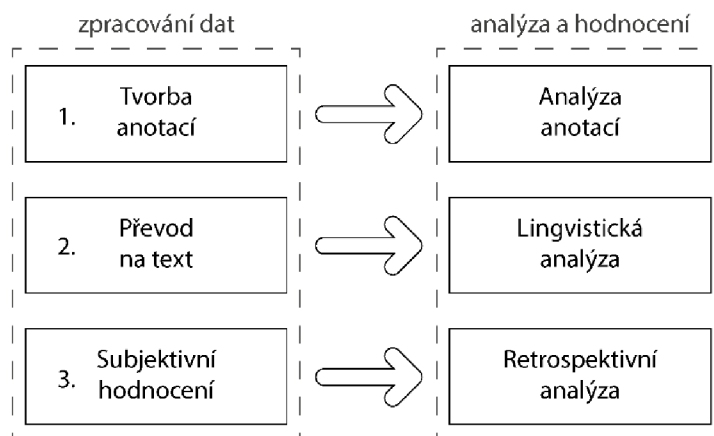 zpracování dat
analýza a hodnocení
1.
Tvorba
anotací
Analýza
anotací
2.
Převod
na text
Lingvistická
analýza
3.
Subjektivní
hodnocení
Retrospektivní
analýza